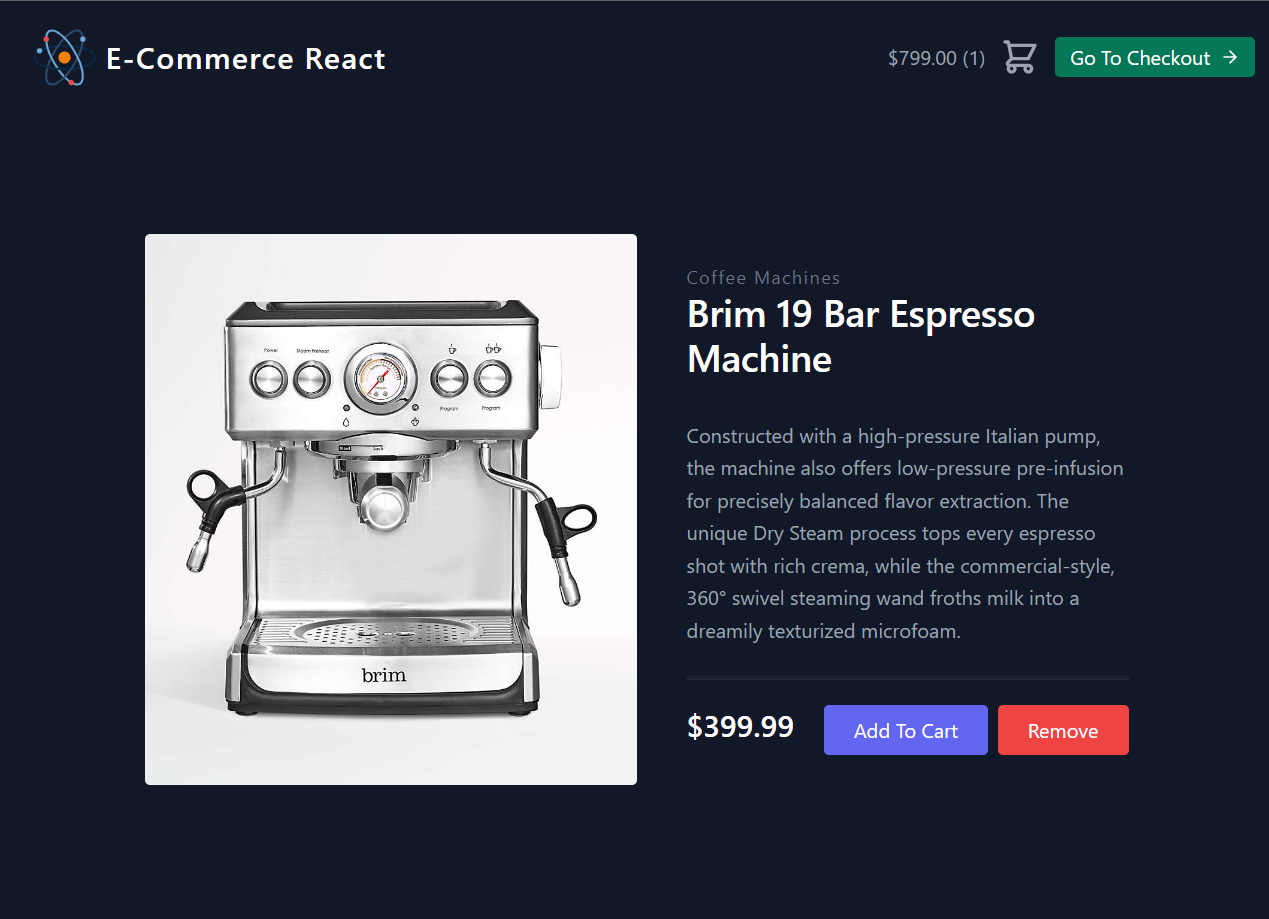 E-Commerce React
$799.00 (1)
Go To Checkout
Coffee Machines
Brim 19 Bar Espresso
Machine
Constructed with a high-pressure Italian pump,
the machine also offers low-pressure pre-infusion
for precisely balanced flavor extraction. The
unique Dry Steam process tops every espresso
shot with rich crema, while the commercial-style,
360° swivel steaming wand froths milk into a
dreamily texturized microfoam.
$399.99
Add To Cart
Remove
Power
Steam Preheat
Program
Program
brim